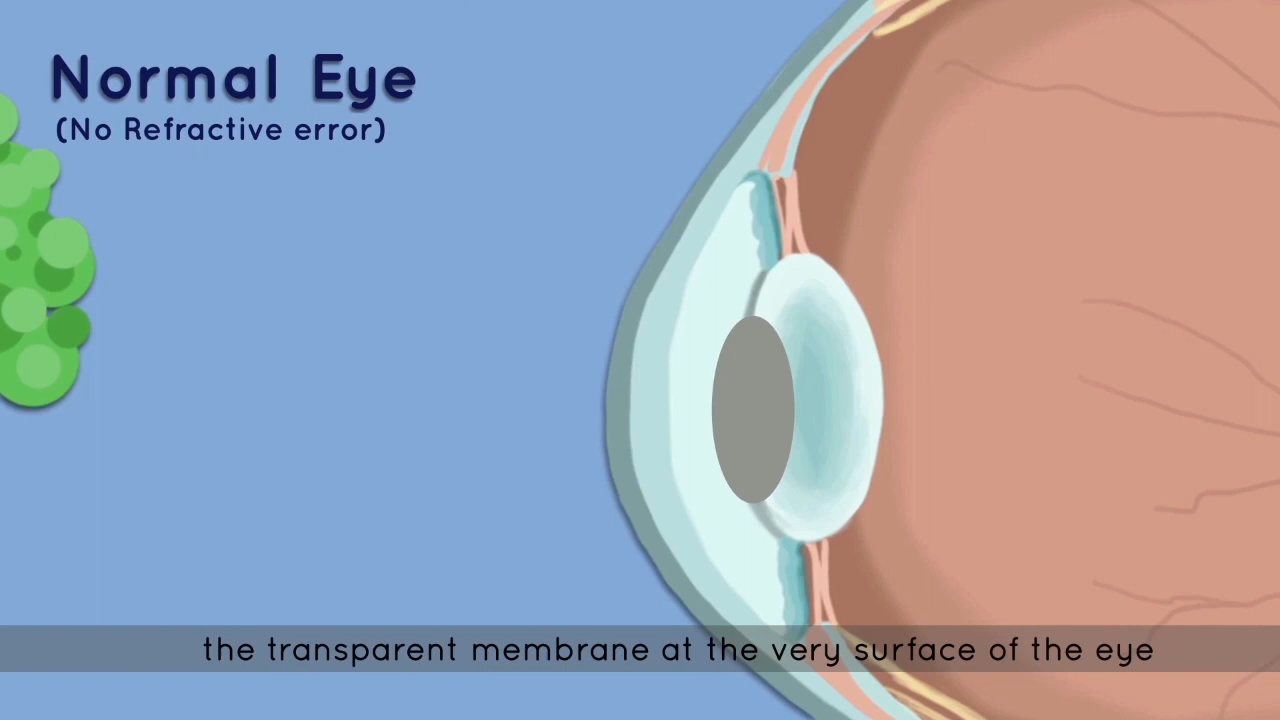 Normal Eye
(No Refractive error)
the transparent membrane at the very surface of the eye